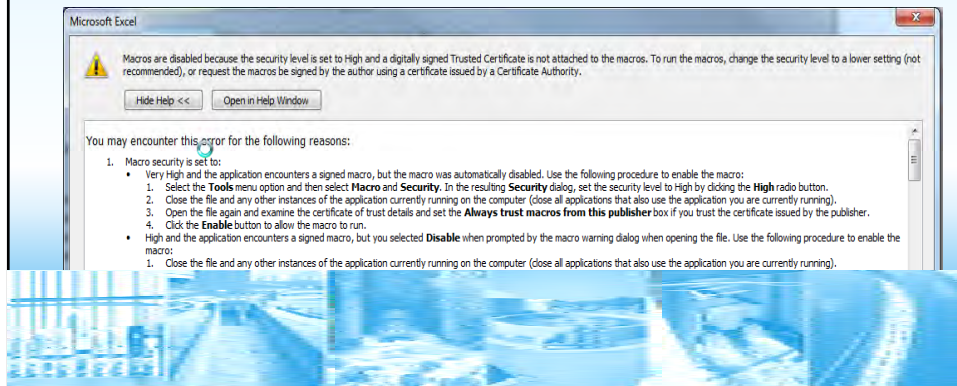 Microsoft Excel
Macros are disabled because the security level is set to High and a digitally signed Trusted Certificate is not attached to the macros. To run the macros, change the security level to a lower setting (not
recommended), or request the macros be signed by the author using a certificate issued by a Certificate Authority.
Hide Help <<
Open in Help Window
You may encounter this error for the following reasons:
1. Macro security is set to:
• Very High and the application encounters a signed macro, but the macro was automatically disabled. Use the following procedure to enable the macro:
1. Select the Tools menu option and then select Macro and Security. In the resulting Security dialog, set the security level to High by clicking the High radio button.
2. Close the file and any other instances of the application currently running on the computer (close all applications that also use the application you are currently running).
3. Open the file again and examine the certificate of trust details and set the Always trust macros from this publisher box if you trust the certificate issued by the publisher.
4. Click the Enable button to allow the macro to run.
• High and the application encounters a signed macro, but you selected Disable when prompted by the macro warning dialog when opening the file. Use the following procedure to enable the
macro:
1. Close the file and any other instances of the application currently running on the computer (close all applications that also use the application you are currently running).